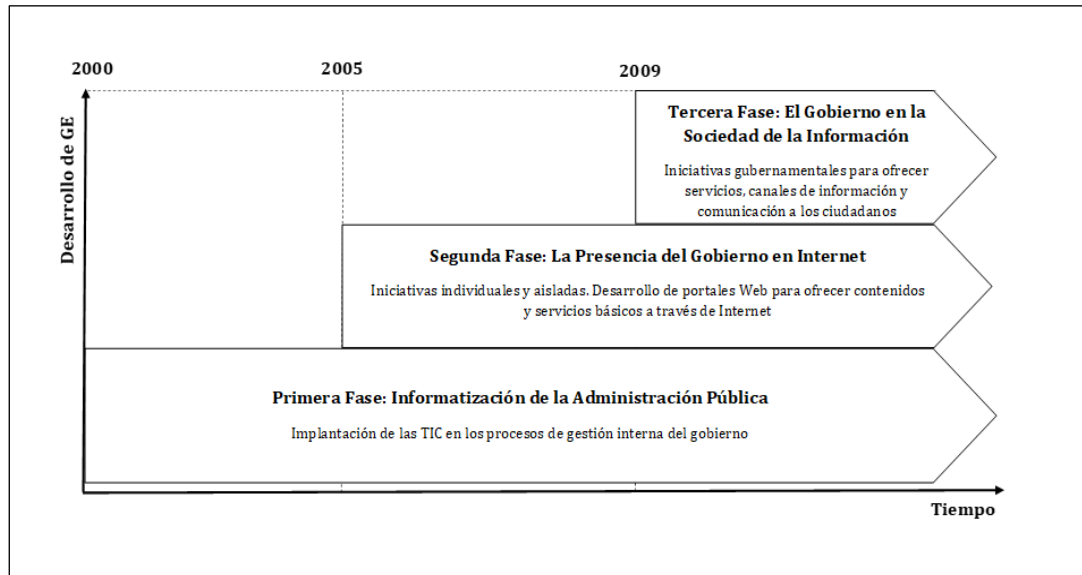 2000
2005
2009
Desarrollo de GE
Tercera Fase: El Gobierno en la
Sociedad de la Información
Iniciativas gubernamentales para ofrecer
servicios, canales de información y
comunicación a los ciudadanos
Segunda Fase: La Presencia del Gobierno en Internet
Iniciativas individuales y aisladas. Desarrollo de portales Web para ofrecer contenidos
y servicios básicos a través de Internet
Primera Fase: Informatización de la Administración Pública
Implantación de las TIC en los procesos de gestión interna del gobierno
Tiempo